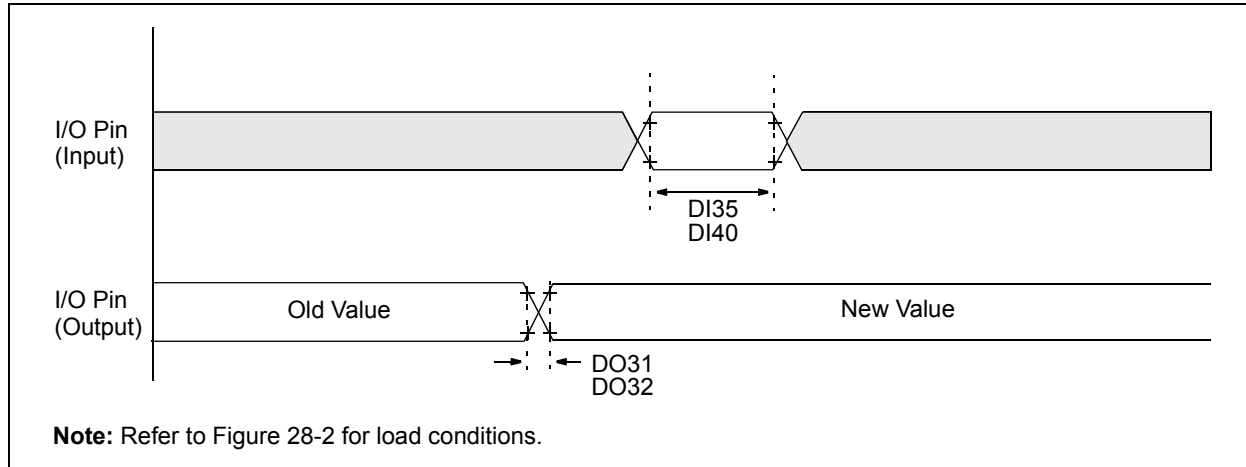 I/O Pin
(Input)
DI35
DI40
I/O Pin
(Output)
Old Value
New Value
DO31
DO32
Note: Refer to Figure 28-2 for load conditions.